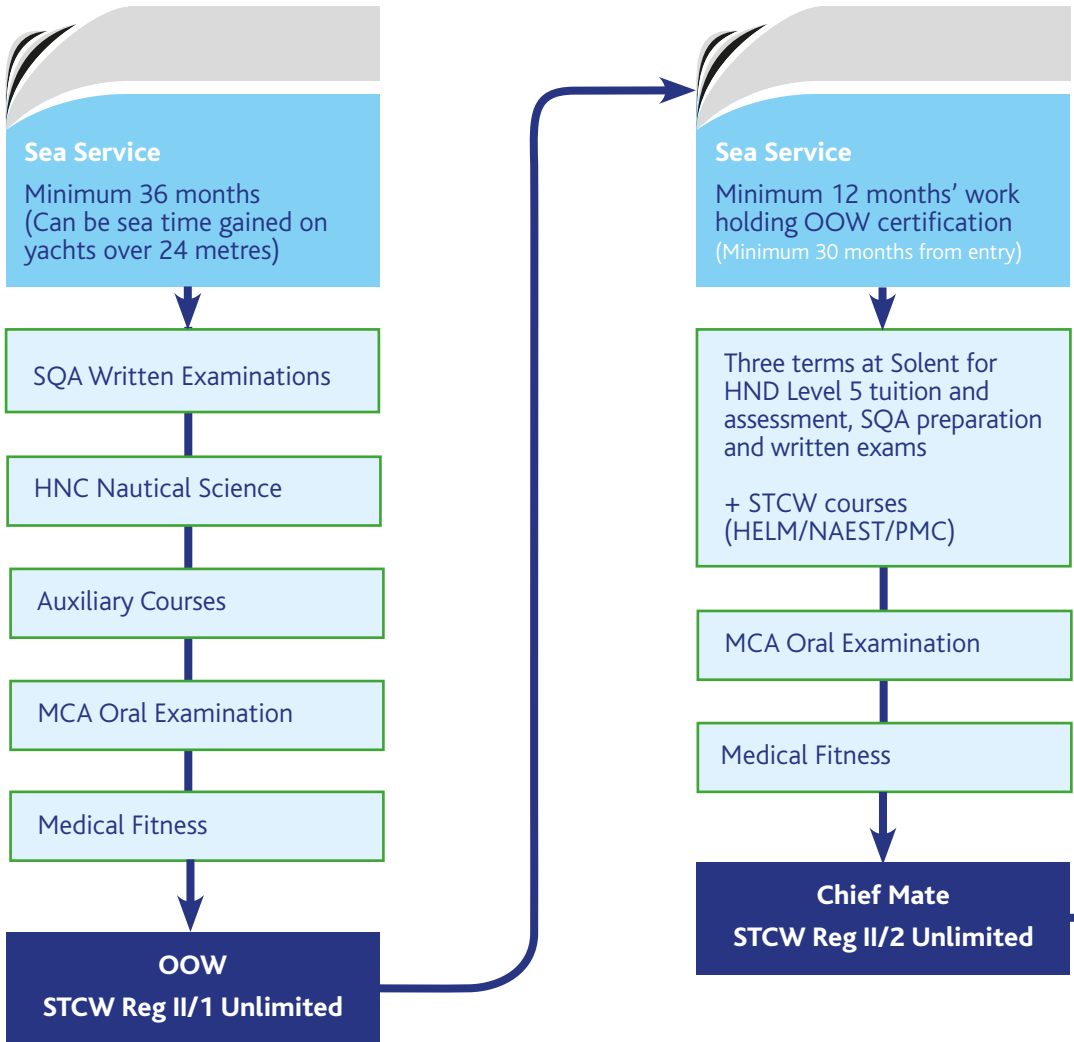 Sea Service
Minimum 36 months
(Can be sea time gained on
yachts over 24 metres)
SQA Written Examinations
HNC Nautical Science
Auxiliary Courses
MCA Oral Examination
Medical Fitness
OOW
STCW Reg II/1 Unlimited
Sea Service
Minimum 12 months’ work
holding OOW certification
(Minimum 30 months from entry)
Three terms at Solent for
HND Level 5 tuition and
assessment, SQA preparation
and written exams
+ STCW courses
(HELM/NAEST/PMC)
MCA Oral Examination
Medical Fitness
Chief Mate
STCW Reg II/2 Unlimited